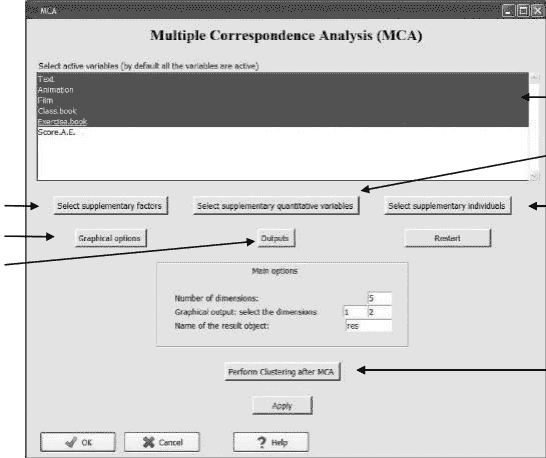 MCA
Multiple Correspondence Analysis (MCA)
Select active variables (by default all the variables are active)
Text
Animation
Film
Class.book
Exercise.book
Score.A.E.
Select supplementary factors Select supplementary quantitative variables Select supplementary individuals
Graphical options Outputs Restart
Main options
Number of dimensions: 5
Graphical output: select the dimensions 1 2
Name of the result object: res
Perform Clustering after MCA
Apply
OK Cancel ? Help